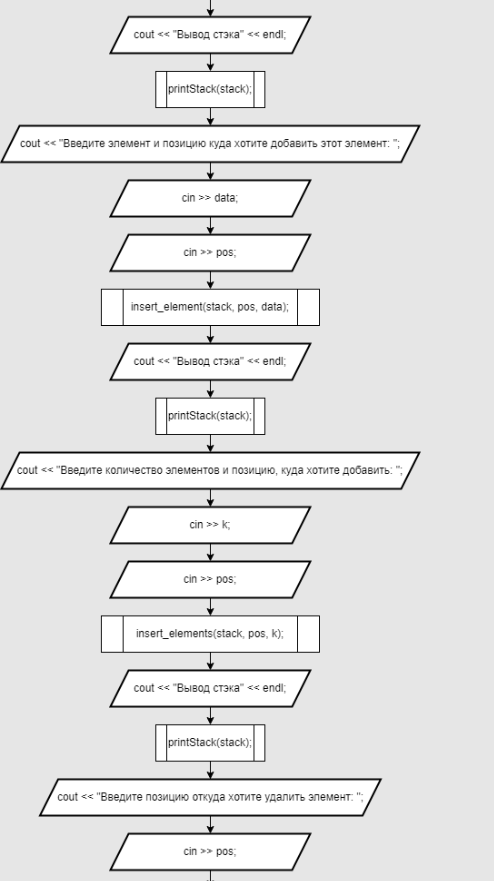 cout << "Вывод стэка" << endl;
printStack(stack);
cout << "Введите элемент и позицию куда хотите добавить этот элемент: ";
cin >> data;
cin >> pos;
insert_element(stack, pos, data);
cout << "Вывод стэка" << endl;
printStack(stack);
cout << "Введите количество элементов и позицию, куда хотите добавить: ";
cin >> k;
cin >> pos;
insert_elements(stack, pos, k);
cout << "Вывод стэка" << endl;
printStack(stack);
cout << "Введите позицию откуда хотите удалить элемент: ";
cin >> pos;